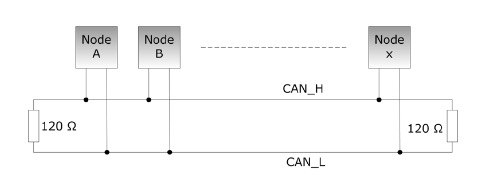 Node
A
Node
B
Node
x
CAN_H
120 Ω
120 Ω
CAN_L